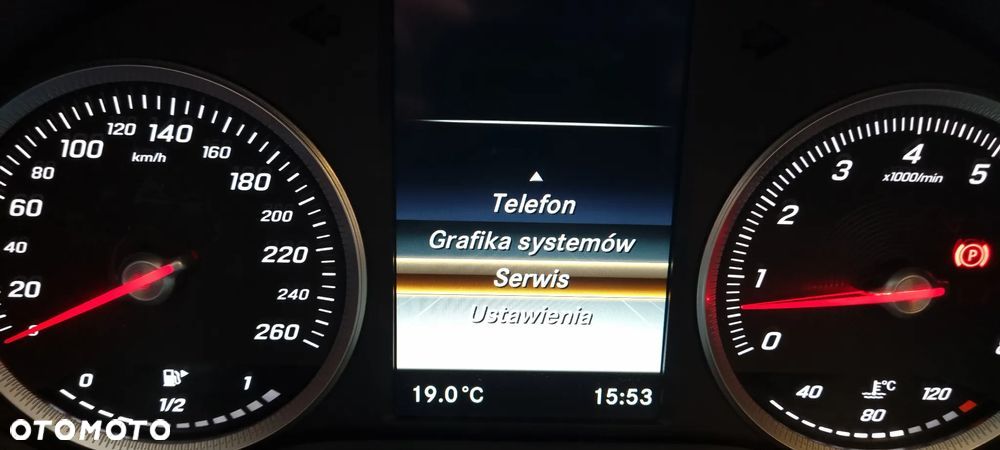 120 140
100 160
km/h
80 180
60 200
40 220
20 240
0 260
0 1
1/2
Telefon
Grafika systemów
Serwis
Ustawienia
19.0°C 15:53
4
3 5
x1000/min
2
1
0
P
°C
40 120
80
OTOMOTO